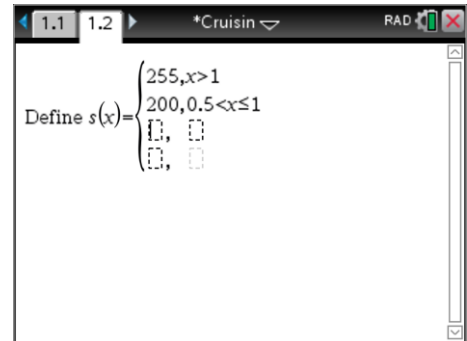 1.1 1.2 *Cruisin RAD
255,x>1
200,0.5<x≤1
Define s(x)=
, 
,